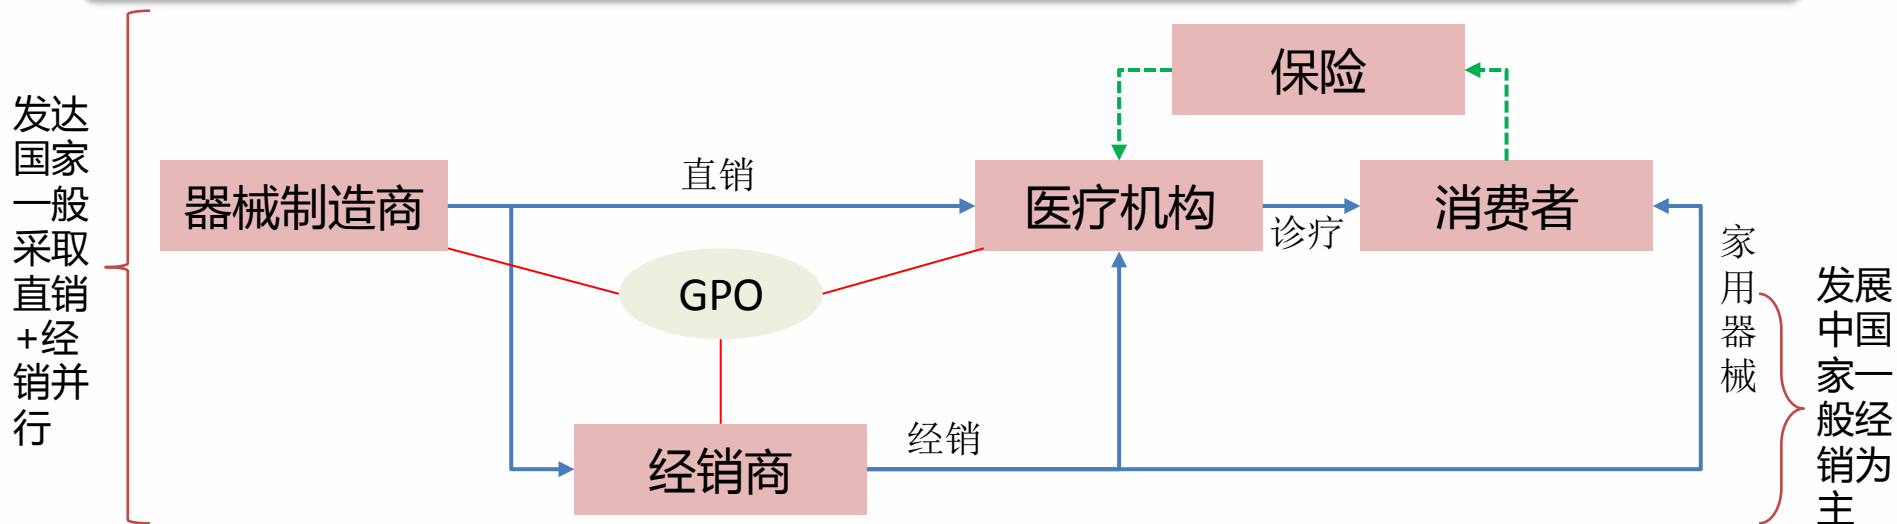 发达
国家
一般
采取
直销
+经
销并
行
保险
器械制造商
直销
医疗机构
诊疗
消费者
GPO
经销商
经销
家
用
器
械
发展
中国
家一
般经
销为
主